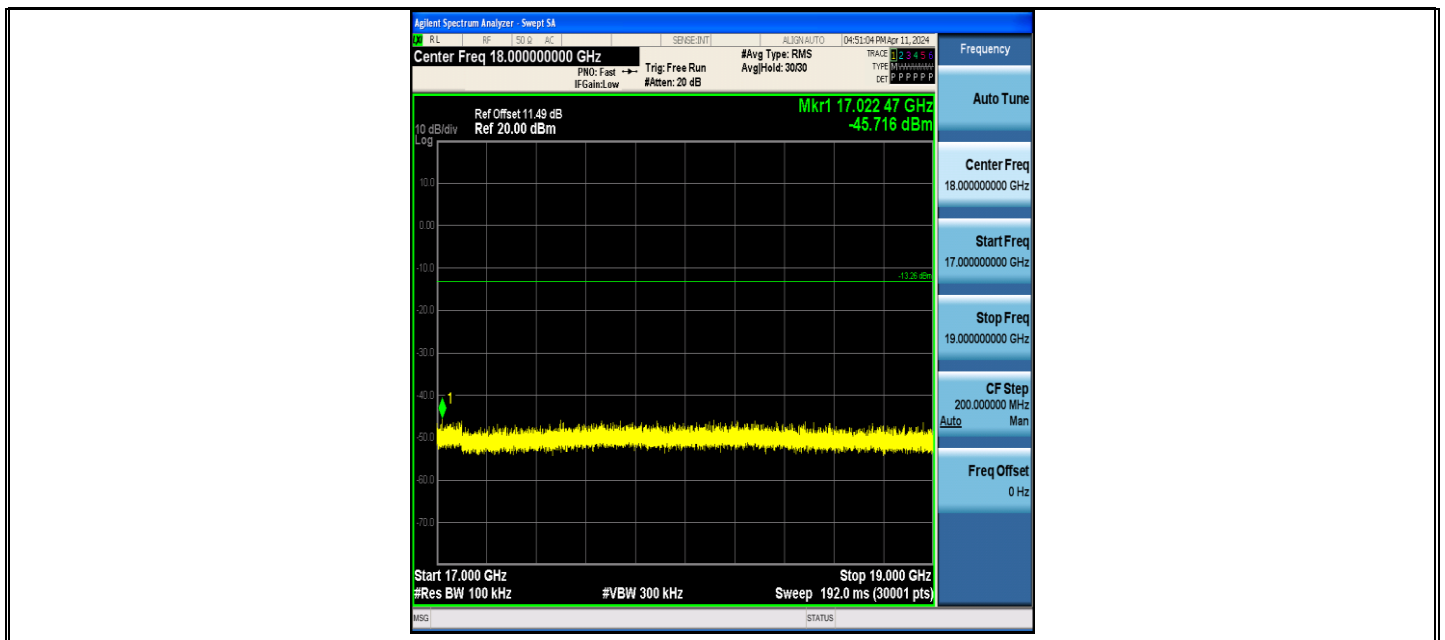 Agilent Spectrum Analyzer - Swept SA
RL RF 50 Ω AC SENSE:INT ALIGN AUTO 04:51:04 PM Apr 11, 2024
Center Freq 18.000000000 GHz
PNO: Fast
IFGain:Low
Trig: Free Run
#Atten: 20 dB
#Avg Type: RMS
Avg|Hold: 30/30
TRACE 1 2 3 4 5 6
TYPE
DET P P P P P P
Mkr1 17.022 47 GHz
-45.716 dBm
Ref Offset 11.49 dB
10 dB/div Ref 20.00 dBm
Log
10.0
0.00
-10.0
-13.26 dBm
-20.0
-30.0
-40.0
1
-50.0
-60.0
-70.0
Start 17.000 GHz Stop 19.000 GHz
#Res BW 100 kHz #VBW 300 kHz Sweep 192.0 ms (30001 pts)
MSG STATUS
Frequency
Auto Tune
Center Freq
18.000000000 GHz
Start Freq
17.000000000 GHz
Stop Freq
19.000000000 GHz
CF Step
200.000000 MHz
Auto Man
Freq Offset
0 Hz